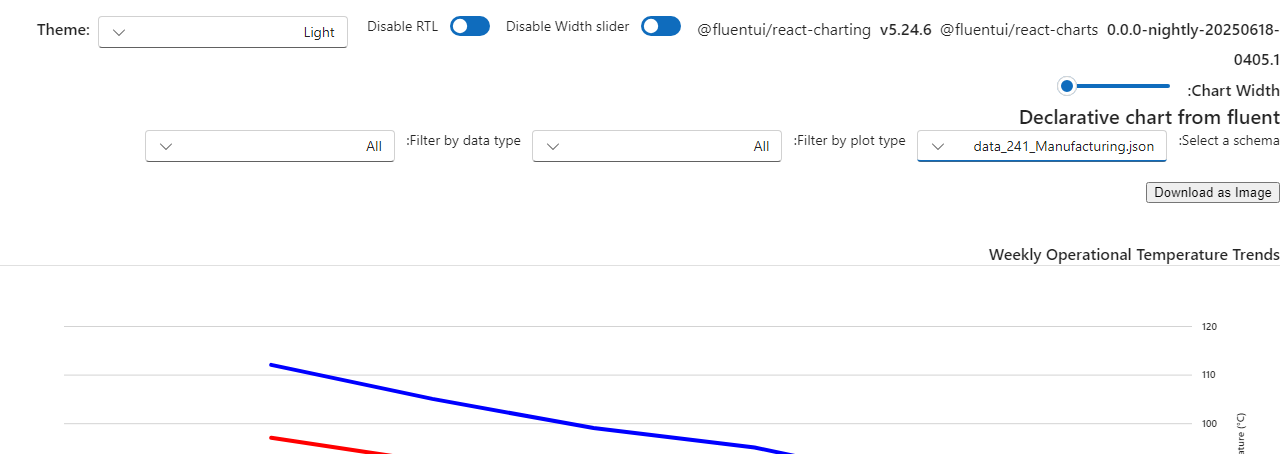 Theme: Light Disable RTL Disable Width slider @fluentui/react-charting v5.24.6 @fluentui/react-charts 0.0.0-nightly-20250618-
0405.1
:Chart Width
Declarative chart from fluent
:Select a schema data_241_Manufacturing.json :Filter by plot type All :Filter by data type All
Download as Image
Weekly Operational Temperature Trends
120
110
100
(°C)